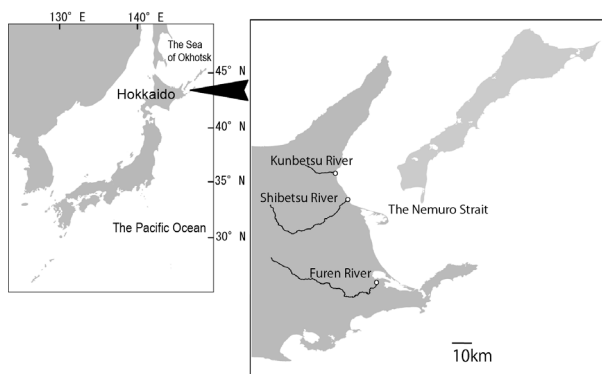 130° E
140° E
The Sea
of Okhotsk
45° N
Hokkaido
40° N
35° N
The Pacific Ocean
30° N
Kunbetsu River
Shibetsu River
The Nemuro Strait
Furen River
10km